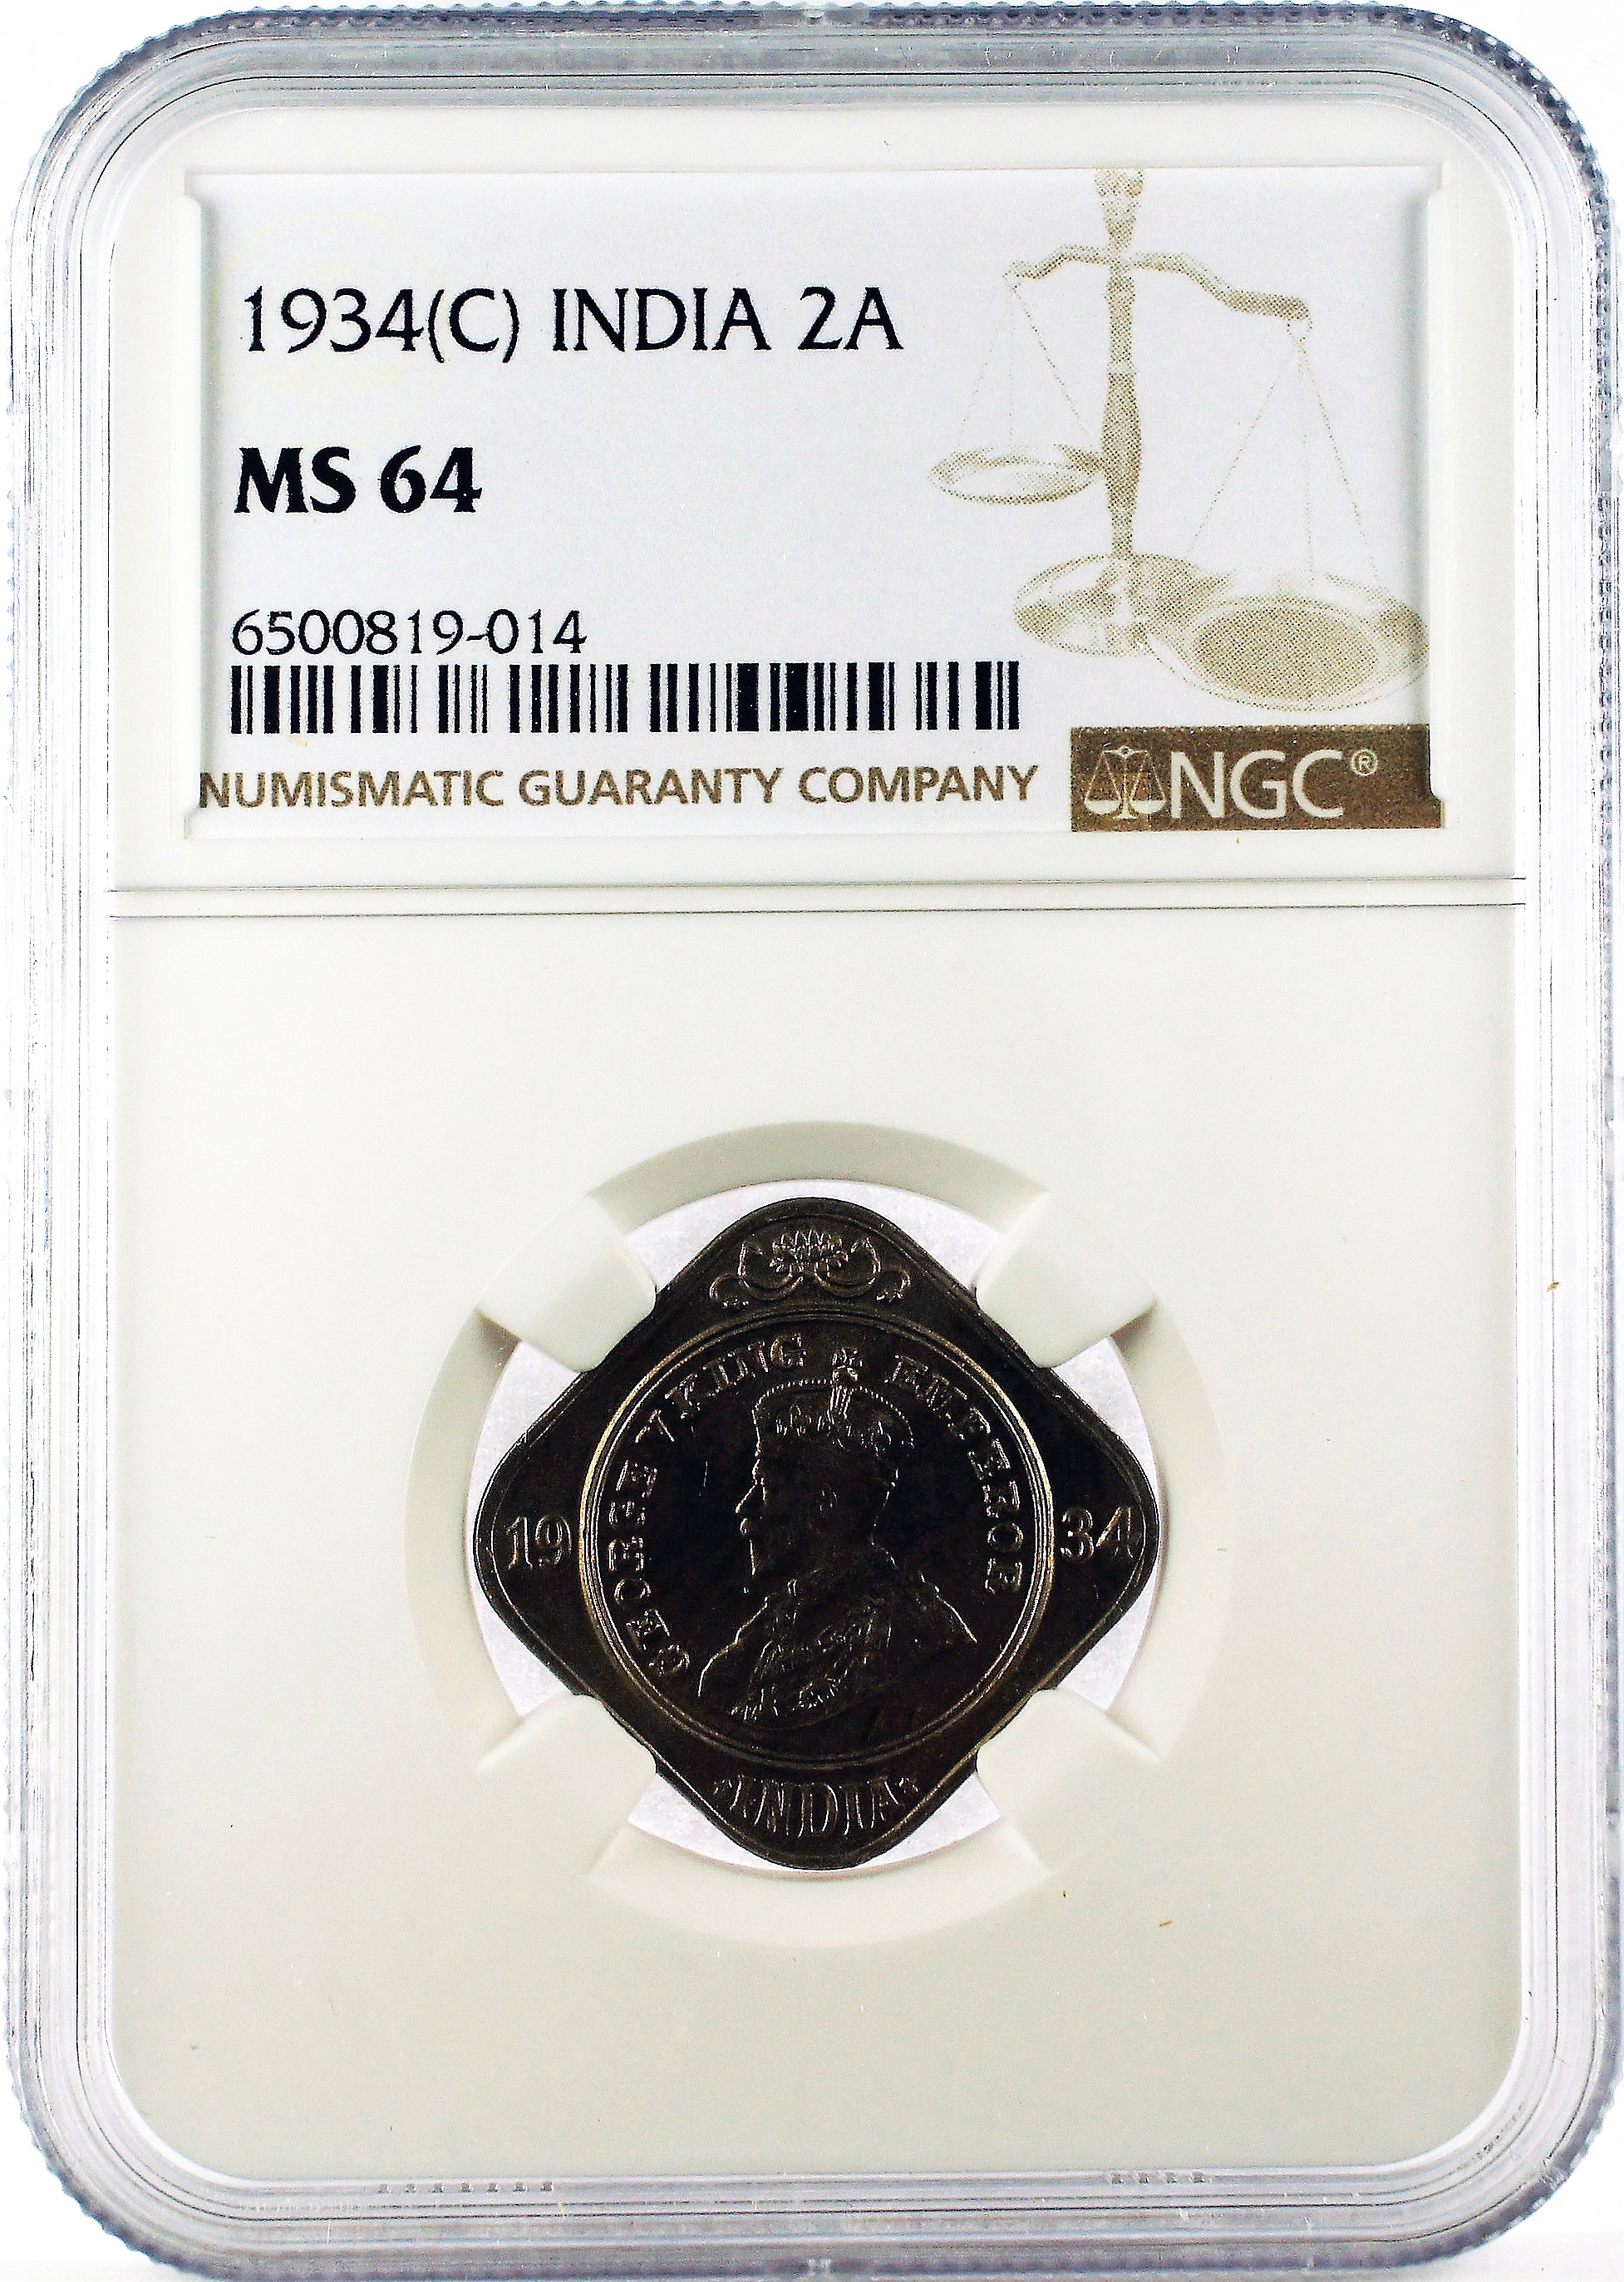 1934(C) INDIA 2A
MS 64
6500819-014
NUMISMATIC GUARANTY COMPANY
NGC®
GEORGE V KING EMPEROR
19 34
INDIA